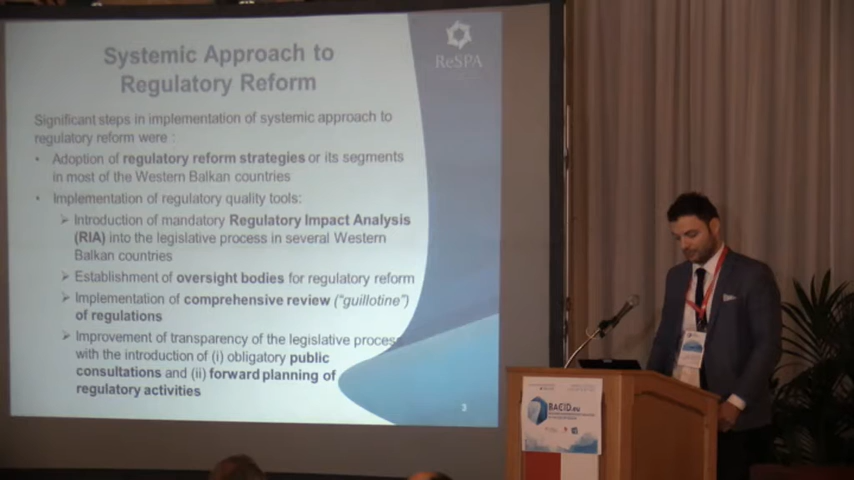 Systemic Approach to
Regulatory Reform
ReSPA
Significant steps in implementation of systemic approach to
regulatory reform were :
• Adoption of regulatory reform strategies or its segments
in most of the Western Balkan countries
• Implementation of regulatory quality tools:
➢ Introduction of mandatory Regulatory Impact Analysis
(RIA) into the legislative process in several Western
Balkan countries
➢ Establishment of oversight bodies for regulatory reform
➢ Implementation of comprehensive review ("guillotine")
of regulations
➢ Improvement of transparency of the legislative process
with the introduction of (i) obligatory public
consultations and (ii) forward planning of
regulatory activities
3
BACID.eu